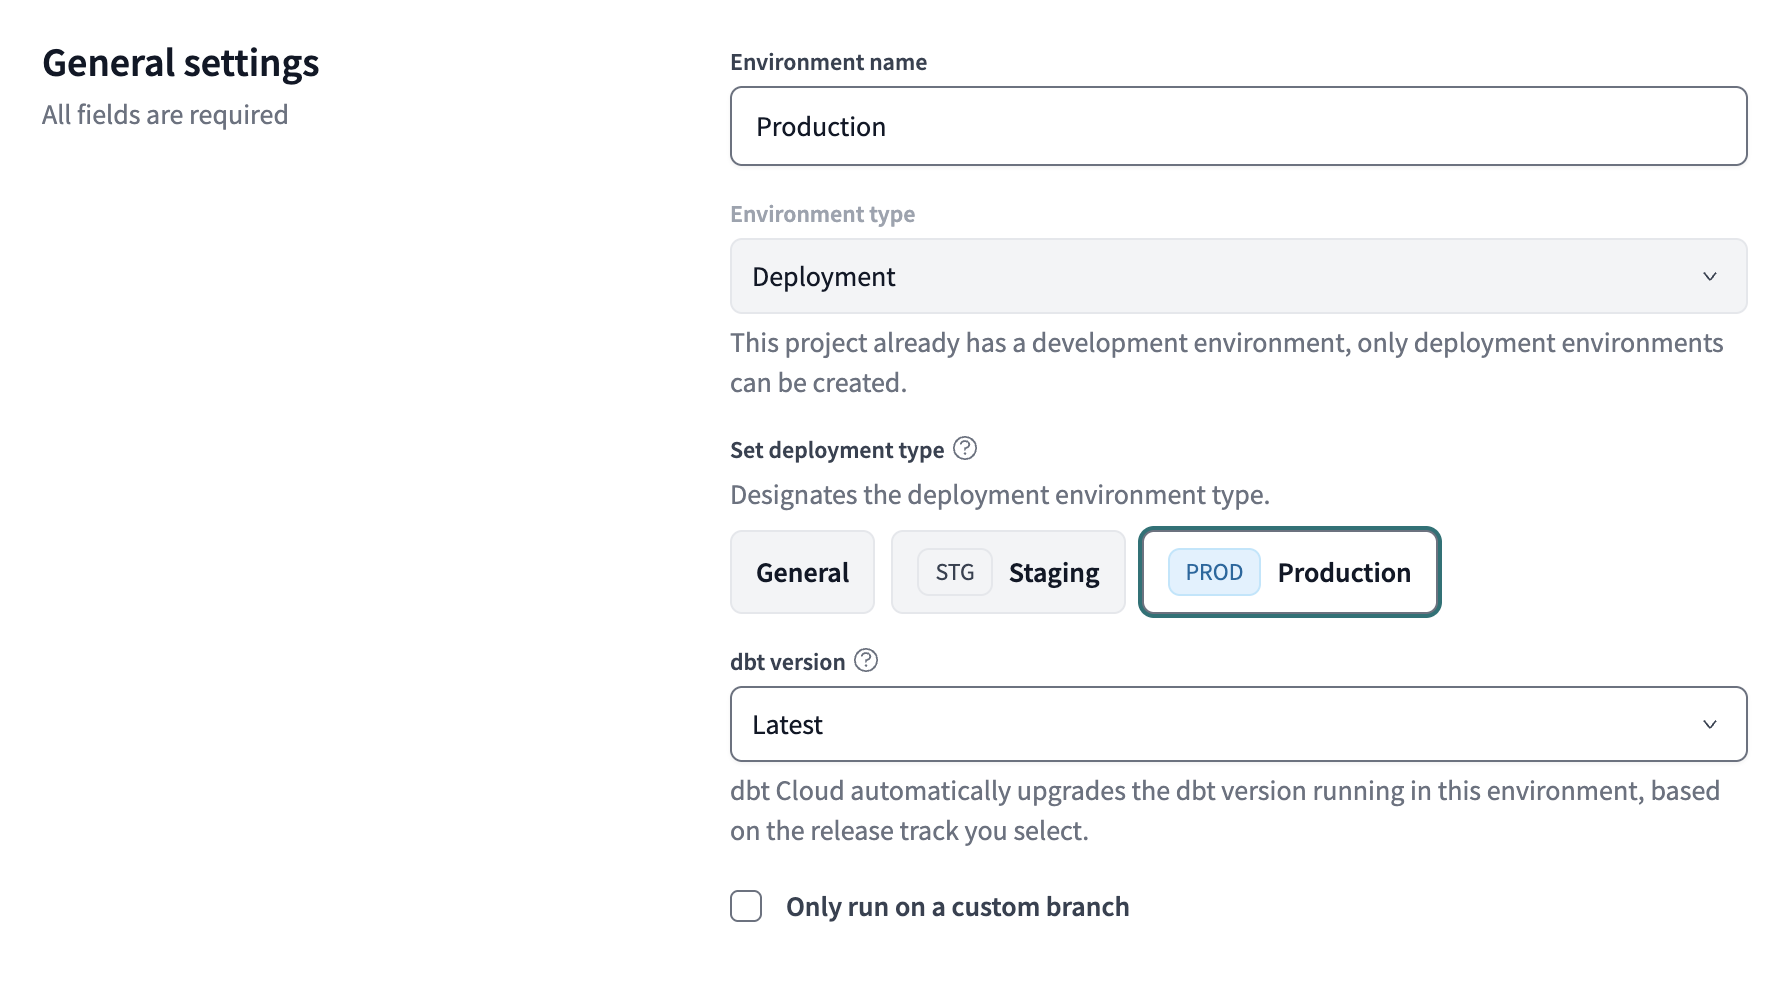 General settings
All fields are required
Environment name
Production
Environment type
Deployment
This project already has a development environment, only deployment environments
can be created.
Set deployment type
Designates the deployment environment type.
General
STG Staging
PROD Production
dbt version
Latest
dbt Cloud automatically upgrades the dbt version running in this environment, based
on the release track you select.
Only run on a custom branch